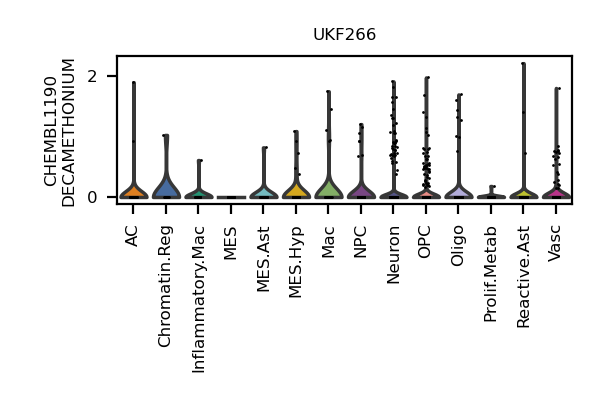 UKF266
CHEMBL1190
DECAMETHONIUM
2
0
AC
Chromatin.Reg
Inflammatory.Mac
MES
MES.Ast
MES.Hyp
Mac
NPC
Neuron
OPC
Oligo
Prolif.Metab
Reactive.Ast
Vasc